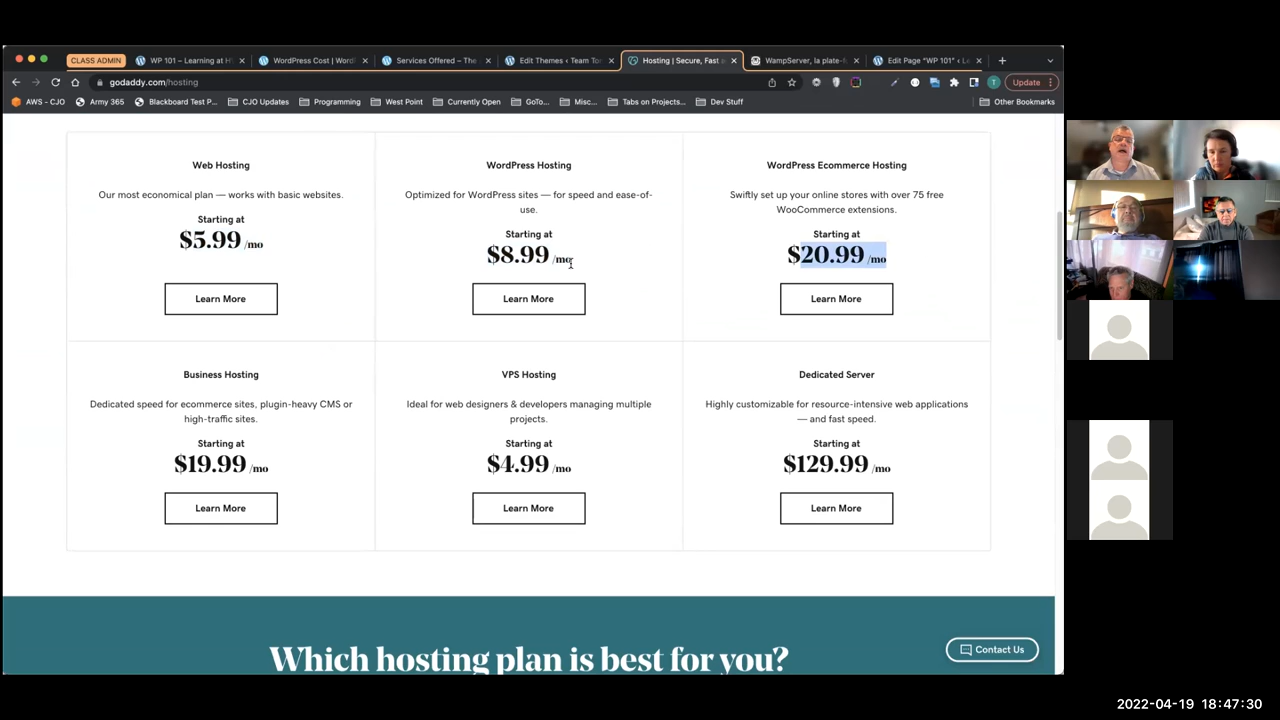 CLASS ADMIN
WP 101 – Learning at H
WordPress Cost | Word
Services Offered – The
Edit Themes ‹ Team To
Hosting | Secure, Fast
WampServer, la plate-f
Edit Page "WP 101" ‹ L
godaddy.com/hosting
T
Update
AWS - CJO
Army 365
Blackboard Test P...
CJO Updates
Programming
West Point
Currently Open
GoTo...
Misc...
Tabs on Projects...
Dev Stuff
Other Bookmarks
Web Hosting
Our most economical plan — works with basic websites.
Starting at
$5.99 /mo
Learn More
WordPress Hosting
Optimized for WordPress sites — for speed and ease-of-
use.
Starting at
$8.99 /mo
Learn More
WordPress Ecommerce Hosting
Swiftly set up your online stores with over 75 free
WooCommerce extensions.
Starting at
$20.99 /mo
Learn More
Business Hosting
Dedicated speed for ecommerce sites, plugin-heavy CMS or
high-traffic sites.
Starting at
$19.99 /mo
Learn More
VPS Hosting
Ideal for web designers & developers managing multiple
projects.
Starting at
$4.99 /mo
Learn More
Dedicated Server
Highly customizable for resource-intensive web applications
— and fast speed.
Starting at
$129.99 /mo
Learn More
Which hosting plan is best for you?
Contact Us
2022-04-19 18:47:30